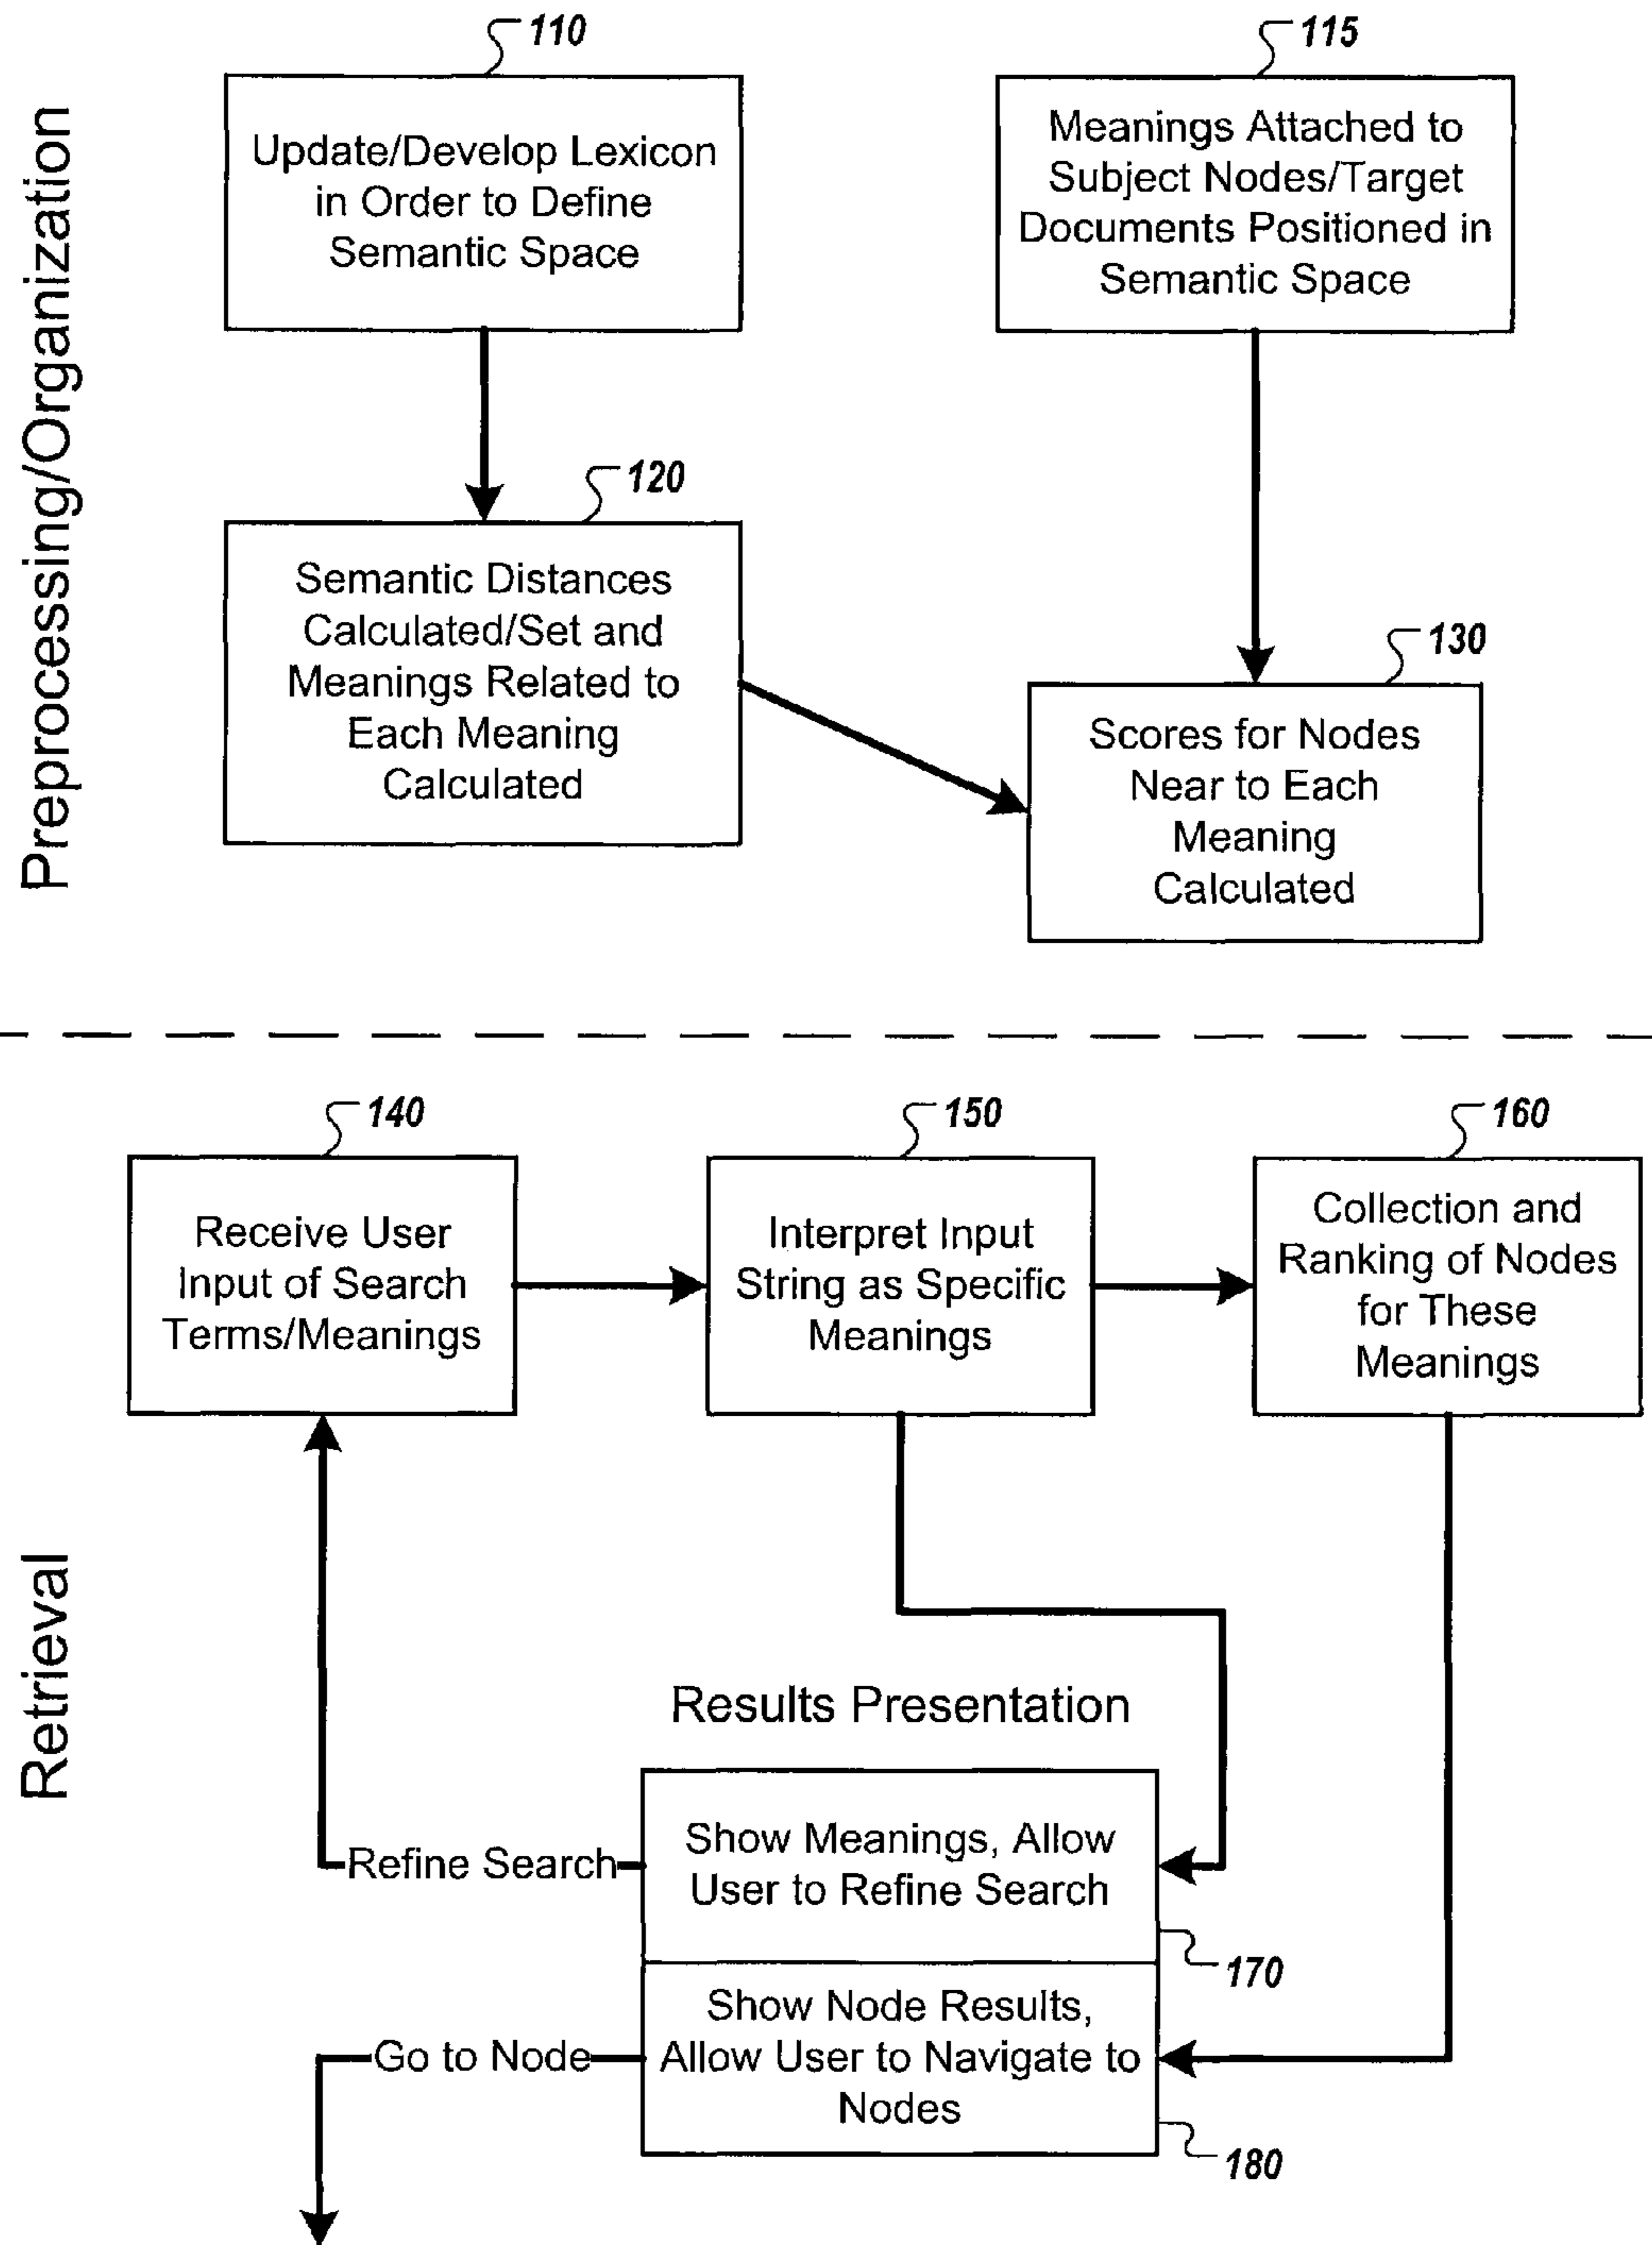 Preprocessing/Organization
110
Update/Develop Lexicon
in Order to Define
Semantic Space
115
Meanings Attached to
Subject Nodes/Target
Documents Positioned in
Semantic Space
120
Semantic Distances
Calculated/Set and
Meanings Related to
Each Meaning
Calculated
130
Scores for Nodes
Near to Each
Meaning
Calculated
Retrieval
140
Receive User
Input of Search
Terms/Meanings
150
Interpret Input
String as Specific
Meanings
160
Collection and
Ranking of Nodes
for These
Meanings
Results Presentation
Refine Search
Show Meanings, Allow
User to Refine Search
170
Go to Node
Show Node Results,
Allow User to Navigate to
Nodes
180